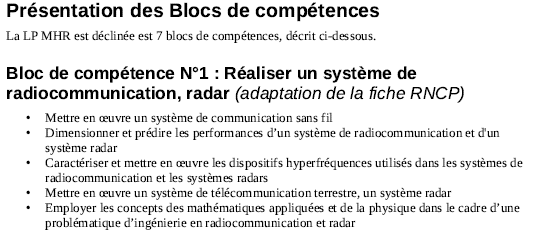 Présentation des Blocs de compétences
La LP MHR est déclinée est 7 blocs de compétences, décrit ci-dessous.
Bloc de compétence N°1 : Réaliser un système de
radiocommunication, radar (adaptation de la fiche RNCP)
• Mettre en œuvre un système de communication sans fil
• Dimensionner et prédire les performances d’un système de radiocommunication et d'un
système radar
• Caractériser et mettre en œuvre les dispositifs hyperfréquences utilisés dans les systèmes de
radiocommunication et les systèmes radars
• Mettre en œuvre un système de télécommunication terrestre, un système radar
• Employer les concepts des mathématiques appliquées et de la physique dans le cadre d’une
problématique d’ingénierie en radiocommunication et radar